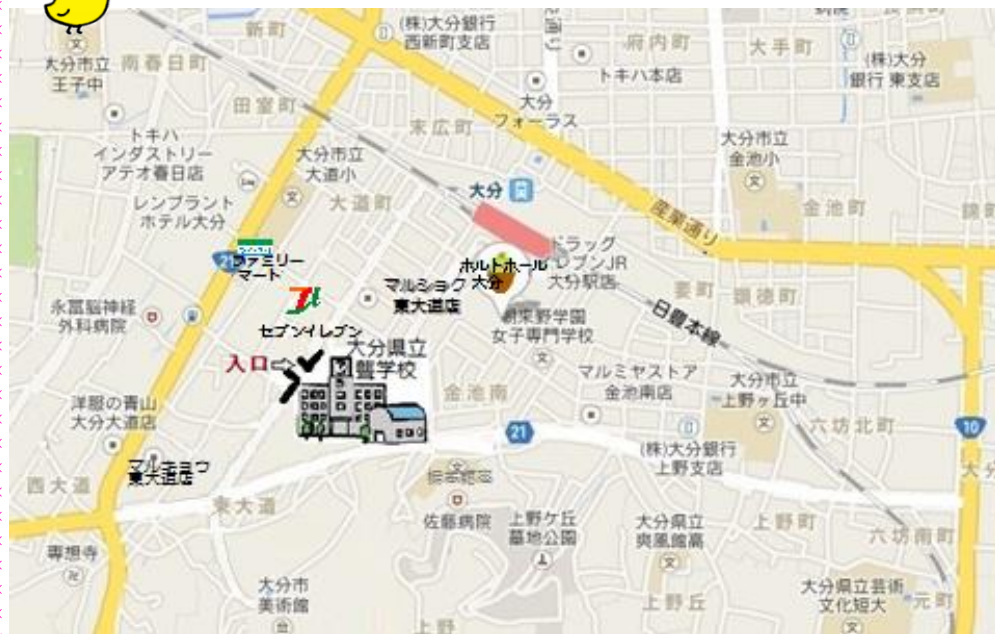 新町
(株)大分銀行
西新町支店
府内町
大手町
(株)大分
銀行 東支店
大分市立
王子中
南春日町
トキハ本店
田室町
末広町
大分
フォーラス
トキハ
インダストリー
アテオ春日店
大分市立
大道小
大分市立
金池小
レンブラント
ホテル大分
大道町
大分
産業通り
金池町
ファミリー
マート
マルショク
東大道店
ホルトホール
大分
ドラッグ
イレブンJR
大分駅店
要町
顕徳町
日豊本線
永冨脳神経
外科病院
セブンイレブン
女子専門学校
入口
大分県立
聾学校
金池南
マルミヤストア
金池南店
大分市立
上野ヶ丘中
洋服の青山
大分大道店
21
(株)大分銀行
上野支店
六坊北町
10
マルキョウ
東大道店
西大道
東大道
佐藤病院
上野ケ丘
墓地公園
大分県立
爽風館高
上野町
六坊南町
専想寺
大分市
美術館
上野
上野丘
大分県立芸術
文化短大
元町